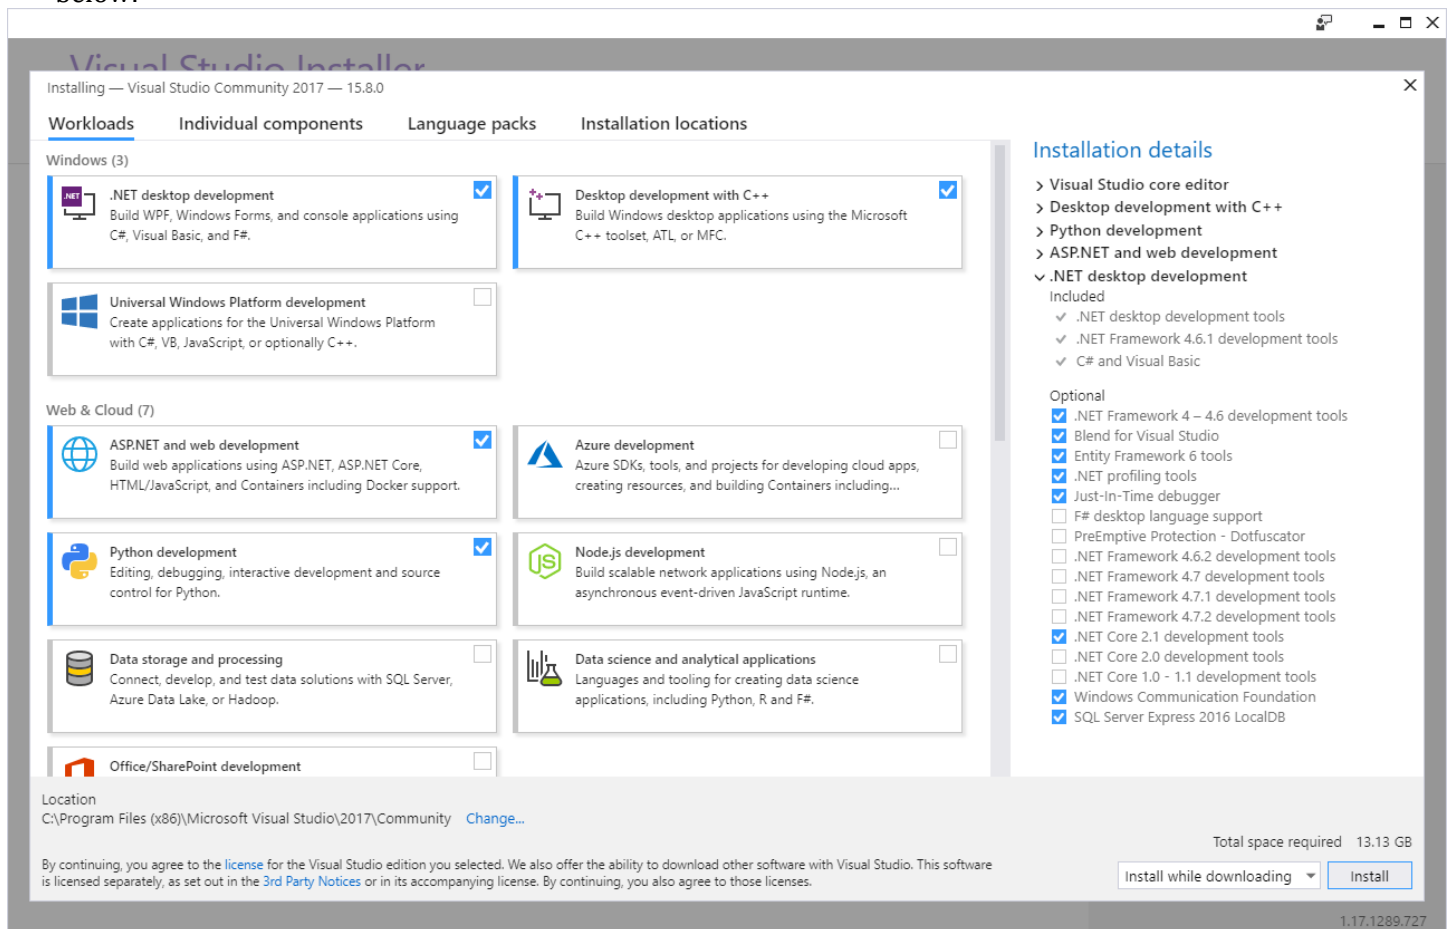 below:
Visual Studio Installer
Installing — Visual Studio Community 2017 — 15.8.0
Workloads
Individual components
Language packs
Installation locations
Windows (3)
.NET
.NET desktop development
Build WPF, Windows Forms, and console applications using
C#, Visual Basic, and F#.
Desktop development with C++
Build Windows desktop applications using the Microsoft
C++ toolset, ATL, or MFC.
Universal Windows Platform development
Create applications for the Universal Windows Platform
with C#, VB, JavaScript, or optionally C++.
Web & Cloud (7)
ASP.NET and web development
Build web applications using ASP.NET, ASP.NET Core,
HTML/JavaScript, and Containers including Docker support.
Azure development
Azure SDKs, tools, and projects for developing cloud apps,
creating resources, and building Containers including...
Python development
Editing, debugging, interactive development and source
control for Python.
JS
Node.js development
Build scalable network applications using Node.js, an
asynchronous event-driven JavaScript runtime.
Data storage and processing
Connect, develop, and test data solutions with SQL Server,
Azure Data Lake, or Hadoop.
Data science and analytical applications
Languages and tooling for creating data science
applications, including Python, R and F#.
Office/SharePoint development
Installation details
Visual Studio core editor
Desktop development with C++
Python development
ASP.NET and web development
.NET desktop development
Included
.NET desktop development tools
.NET Framework 4.6.1 development tools
C# and Visual Basic
Optional
.NET Framework 4 – 4.6 development tools
Blend for Visual Studio
Entity Framework 6 tools
.NET profiling tools
Just-In-Time debugger
F# desktop language support
PreEmptive Protection - Dotfuscator
.NET Framework 4.6.2 development tools
.NET Framework 4.7 development tools
.NET Framework 4.7.1 development tools
.NET Framework 4.7.2 development tools
.NET Core 2.1 development tools
.NET Core 2.0 development tools
.NET Core 1.0 - 1.1 development tools
Windows Communication Foundation
SQL Server Express 2016 LocalDB
Location
C:\Program Files (x86)\Microsoft Visual Studio\2017\Community Change...
Total space required 13.13 GB
By continuing, you agree to the license for the Visual Studio edition you selected. We also offer the ability to download other software with Visual Studio. This software
is licensed separately, as set out in the 3rd Party Notices or in its accompanying license. By continuing, you also agree to those licenses.
Install while downloading
Install
1.17.1289.727